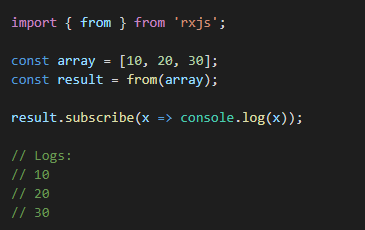 import { from } from 'rxjs';
const array = [10, 20, 30];
const result = from(array);
result.subscribe(x => console.log(x));
// Logs:
// 10
// 20
// 30